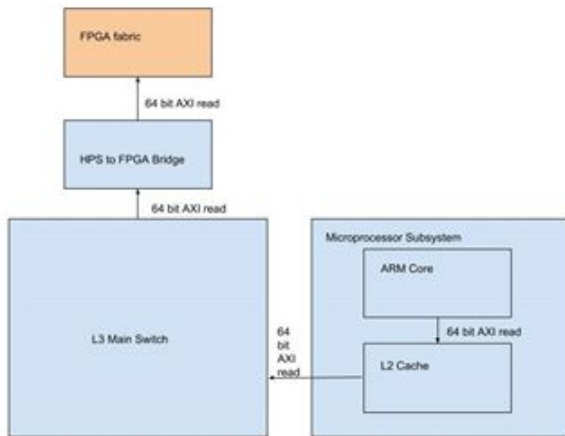 FPGA fabric
64 bit AXI read
HPS to FPGA Bridge
64 bit AXI read
Microprocessor Subsystem
ARM Core
64 bit AXI read
L3 Main Switch
64
bit
AXI
read
L2 Cache